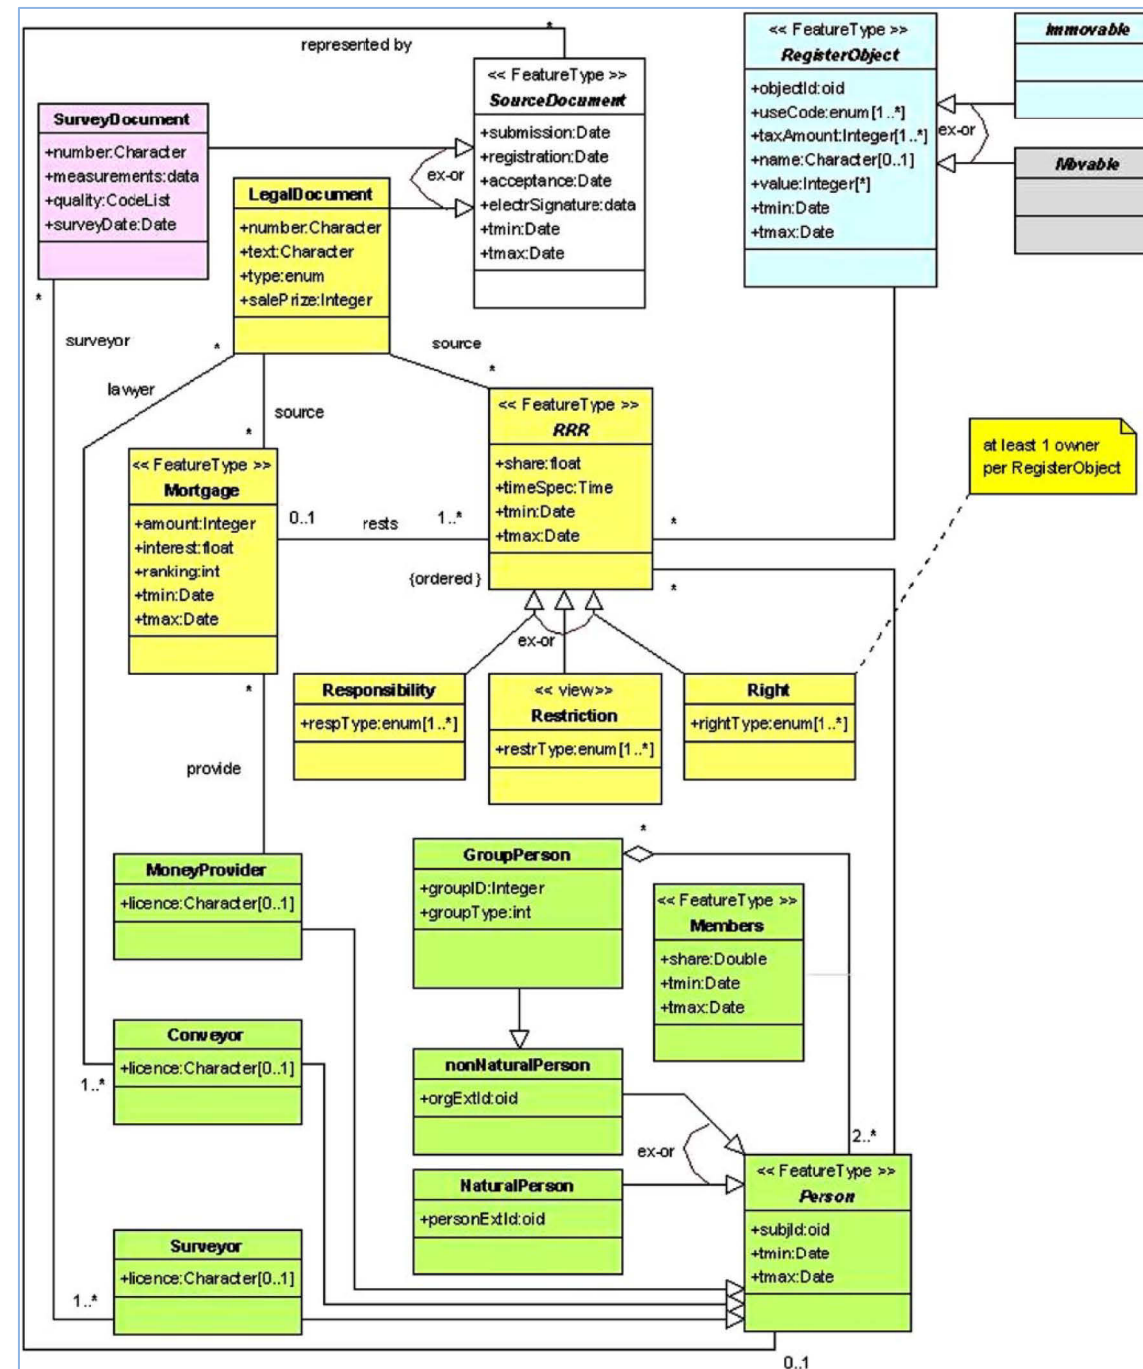 *
represented by
<< FeatureType >>
SourceDocument
+submission:Date
+registration:Date
+acceptance:Date
+electrSignature:data
+tmin:Date
+tmax:Date
<< FeatureType >>
RegisterObject
+objectId:oid
+useCode:enum[1..*]
+taxAmount:Integer[1..*]
+name:Character[0..1]
+value:Integer[*]
+tmin:Date
+tmax:Date
Immovable
ex-or
Movable
SurveyDocument
+number:Character
+measurements:data
+quality:CodeList
+surveyDate:Date
ex-or
LegalDocument
+number:Character
+text:Character
+type:enum
+salePrize:Integer
*
surveyor
*
lawyer
source
*
source
*
<< FeatureType >>
RRR
+share:float
+timeSpec:Time
+tmin:Date
+tmax:Date
at least 1 owner
per RegisterObject
<< FeatureType >>
Mortgage
+amount:Integer
+interest:float
+ranking:int
+tmin:Date
+tmax:Date
0..1
rests
1..*
*
{ordered }
*
ex-or
*
Responsibility
+respType:enum[1..*]
<< view>>
Restriction
+restrType:enum[1..*]
Right
+rightType:enum[1..*]
provide
MoneyProvider
+licence:Character[0..1]
GroupPerson
+groupID:Integer
+groupType:int
*
<< FeatureType >>
Members
+share:Double
+tmin:Date
+tmax:Date
Conveyor
+licence:Character[0..1]
1..*
nonNaturalPerson
+orgExtId:oid
ex-or
2..*
NaturalPerson
+personExtId:oid
<< FeatureType >>
Person
+subjId:oid
+tmin:Date
+tmax:Date
Surveyor
+licence:Character[0..1]
1..*
0..1